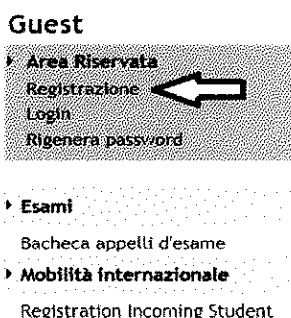 Guest
Area Riservata
Registrazione
Login
Rigenera password
Esami
Bacheca appelli d'esame
Mobilità internazionale
Registration Incoming Student